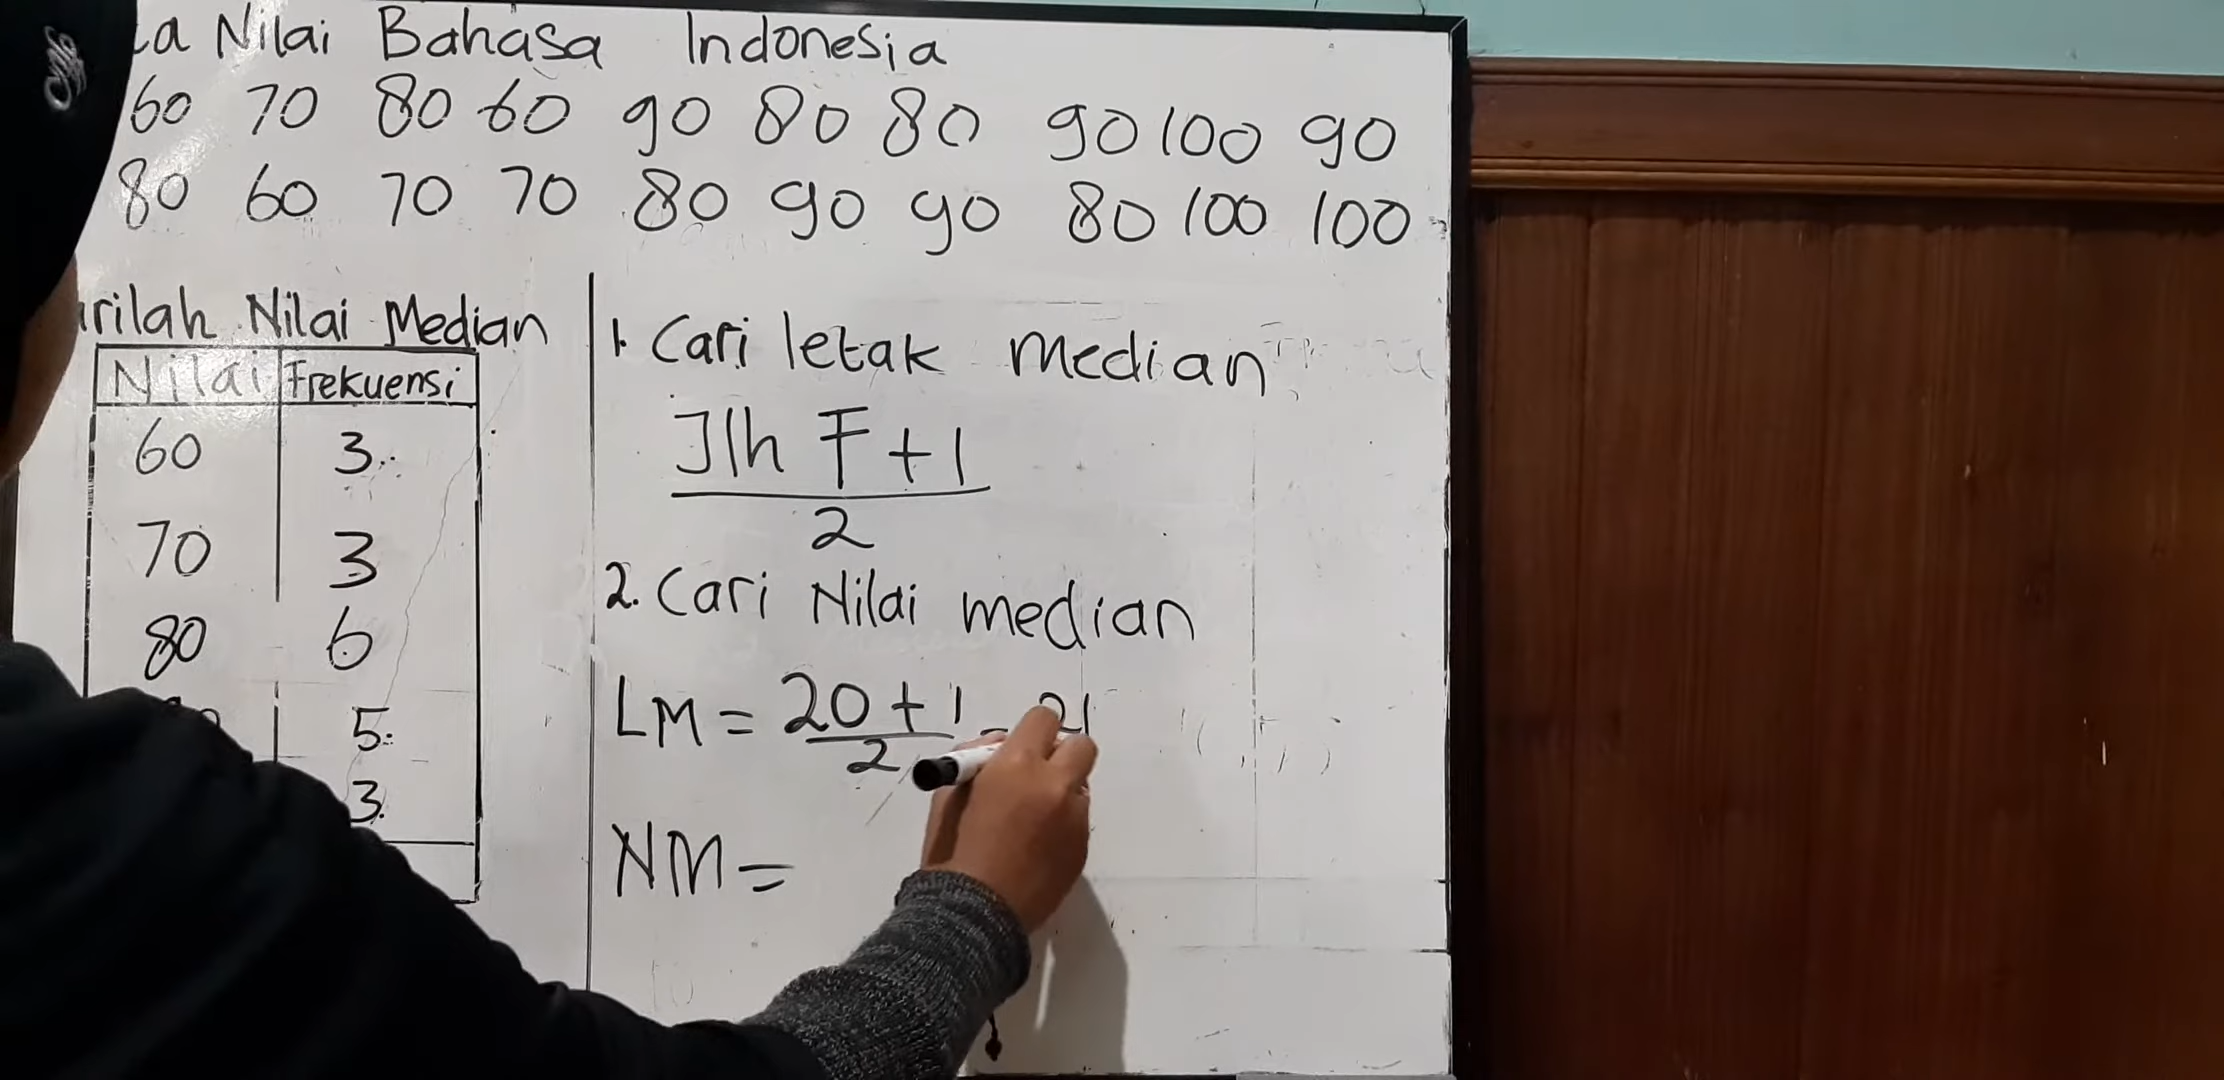 Nilai Bahasa Indonesia
60 70 80 60 90 80 80 90 100 90
80 60 70 70 80 90 90 80 100 100
rilah Nilai Median
Nilai Frekuensi
60 3
70 3
80 6
5
3
1. Cari letak median
Jlh F + 1
2
2. Cari Nilai median
LM = 20 + 1 = 21
2
NM =